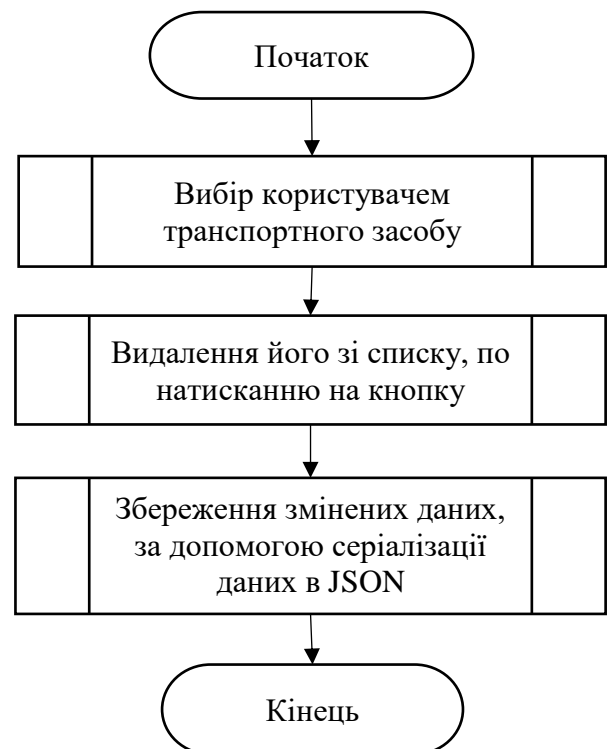 Початок
Вибір користувачем
транспортного засобу
Видалення його зі списку, по
натисканню на кнопку
Збереження змінених даних,
за допомогою серіалізації
даних в JSON
Кінець